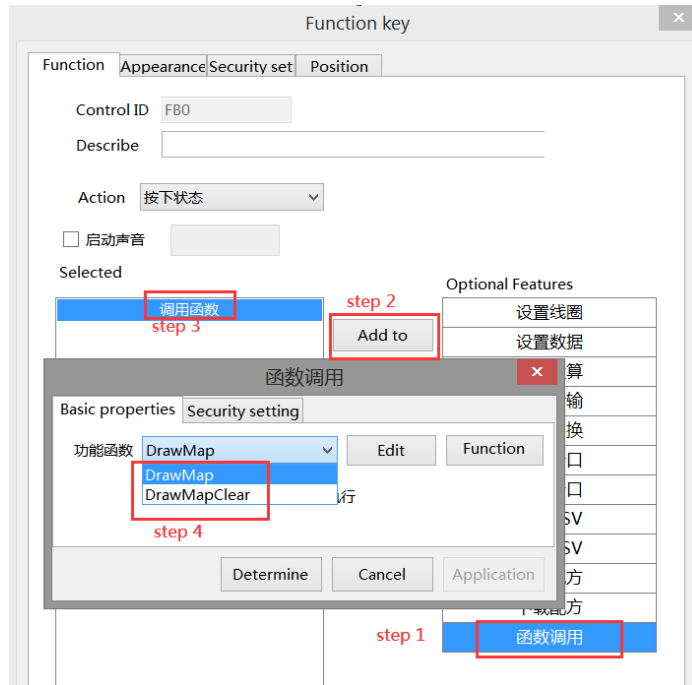 Function key
Function Appearance Security set Position
Control ID FB0
Describe
Action 按下状态
启动声音
Selected
Optional Features
调用函数
step 3
step 2
Add to
设置线圈
设置数据
算
输
换
口
口
SV
SV
方
下载配方
函数调用
step 1
函数调用
Basic properties Security setting
功能函数 DrawMap Edit Function
DrawMap
DrawMapClear
行
step 4
Determine Cancel Application